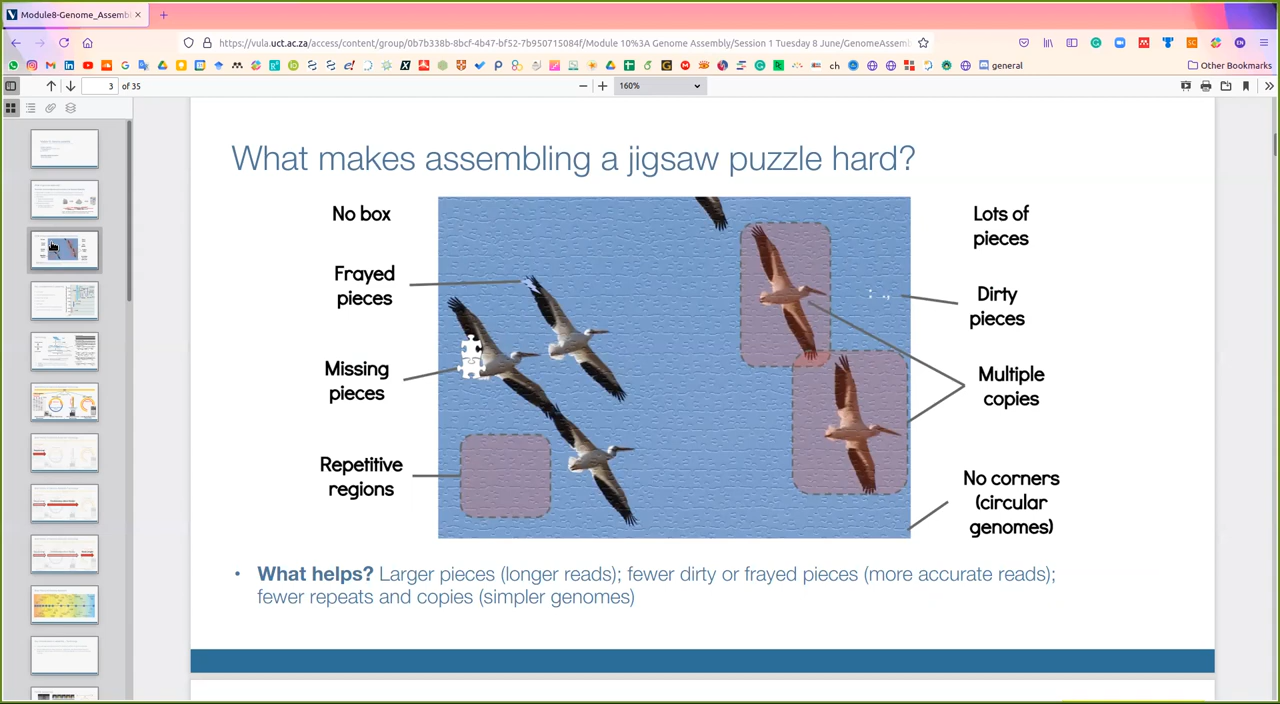 Module8-Genome_Assembl
https://vula.uct.ac.za/access/content/group/0b7b338b-8bcf-4b47-bf52-7b950715084f/Module 10%3A Genome Assembly/Session 1 Tuesday 8 June/GenomeAssembl
ch
general
Other Bookmarks
3 of 35
160%
What makes assembling a jigsaw puzzle hard?
No box
Frayed
pieces
Missing
pieces
Repetitive
regions
Lots of
pieces
Dirty
pieces
Multiple
copies
No corners
(circular
genomes)
• What helps? Larger pieces (longer reads); fewer dirty or frayed pieces (more accurate reads);
fewer repeats and copies (simpler genomes)